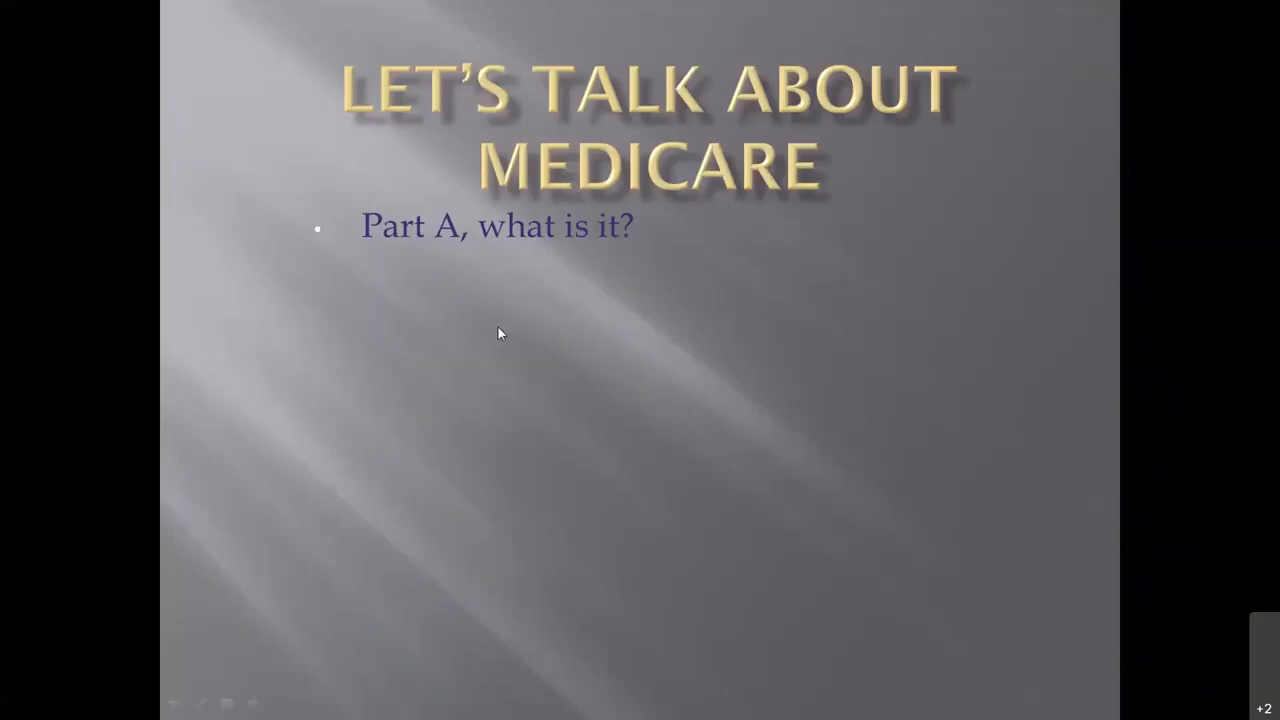 LET’S TALK ABOUT
MEDICARE
• Part A, what is it?
+2